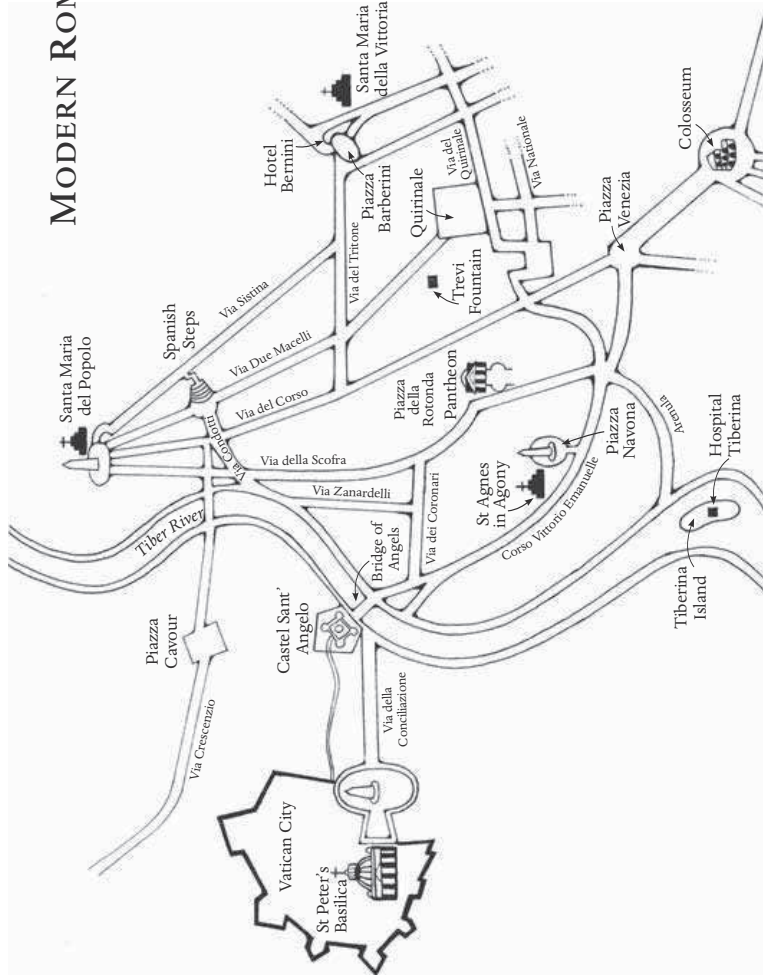 MODERN ROM
Santa Maria
della Vittoria
Hotel
Bernini
Piazza
Barberini
Via del
Quirinale
Via Nationale
Quirinale
Colosseum
Piazza
Venezia
Via del Tritone
Trevi
Fountain
Via Sistina
Spanish
Steps
Via Due Macelli
Santa Maria
del Popolo
Via del Corso
Via Condotti
Piazza
della
Rotonda
Pantheon
Via della Scofra
Piazza
Navona
Arenula
Hospital
Tiberina
Via Zanardelli
St Agnes
in Agony
Corso Vittorio Emanuelle
Via dei Coronari
Tiber River
Bridge of
Angels
Tiberina
Island
Piazza
Cavour
Castel Sant'
Angelo
Via della
Conciliazione
Via Crescenzio
Vatican City
St Peter's
Basilica